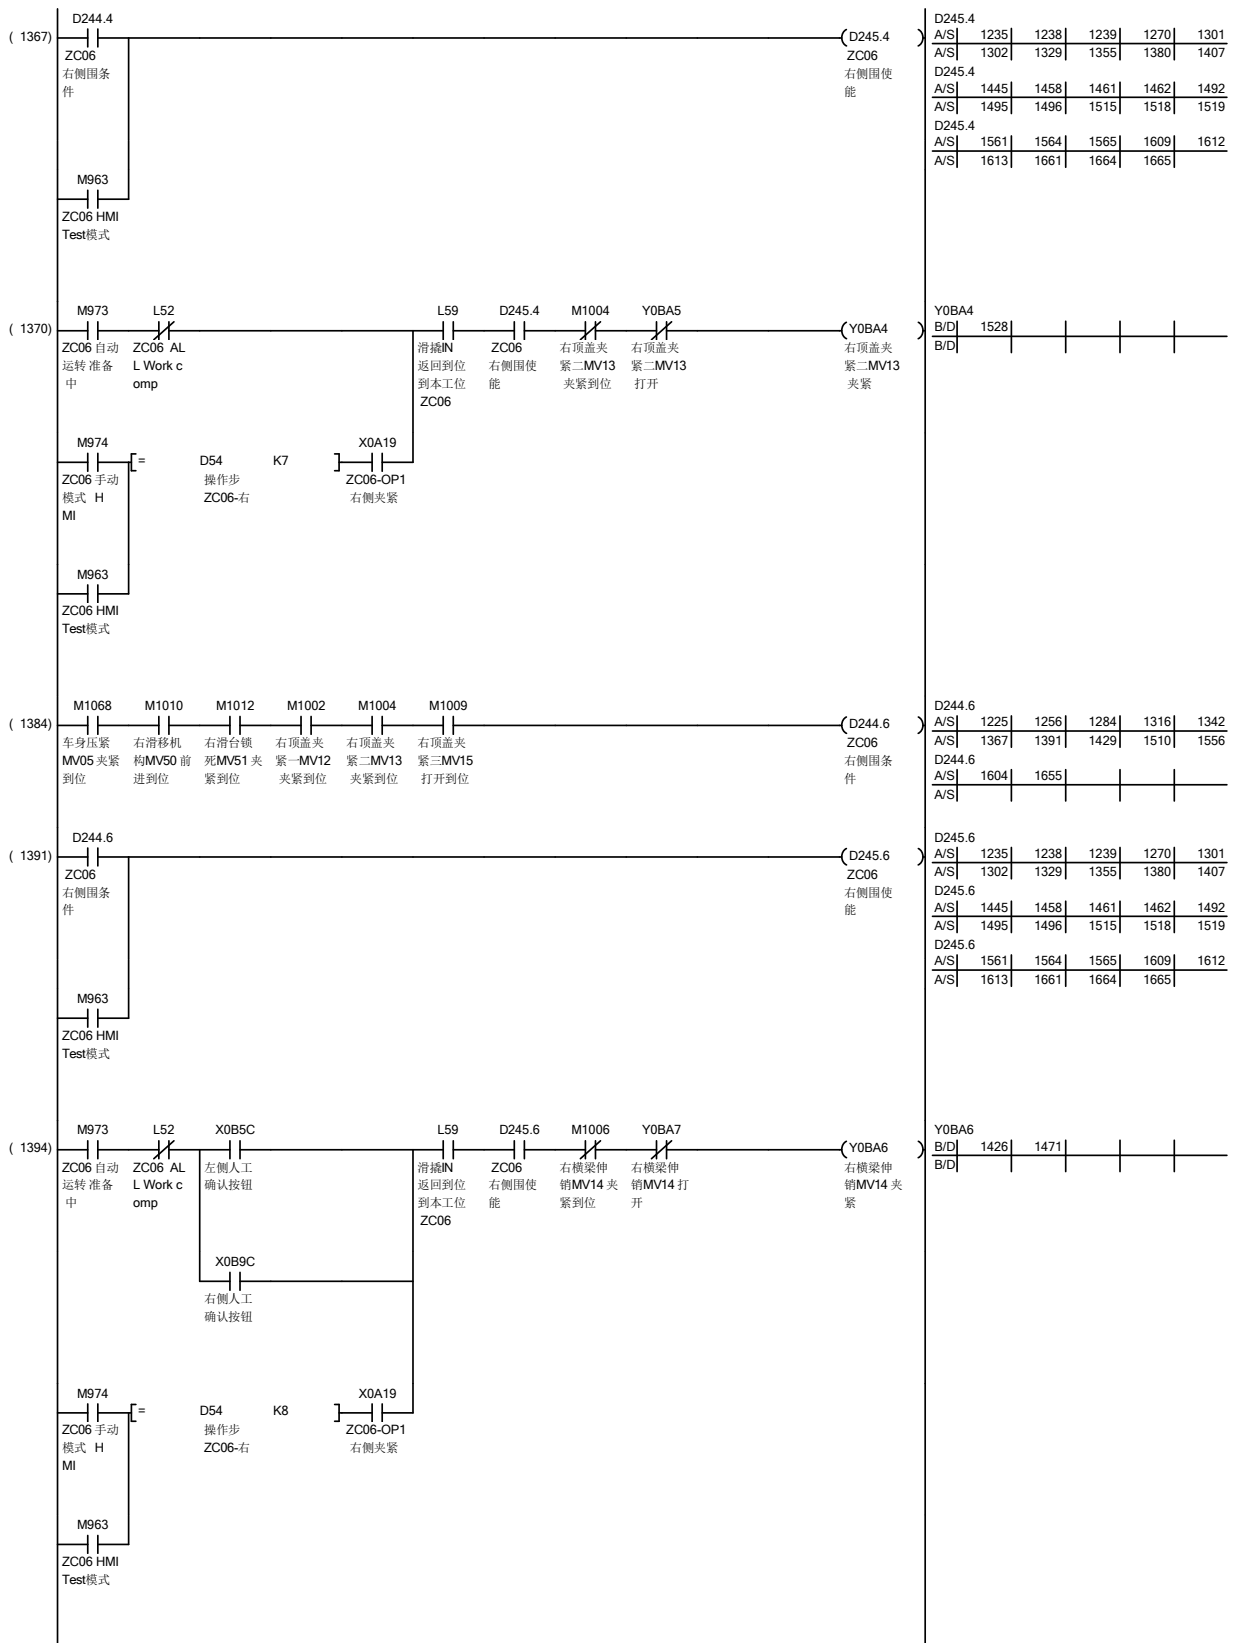 D244.4
( 1367)
D245.4
ZC06
右侧围条
件
ZC06
右侧围使
能
M963
ZC06 HMI
Test模式
D245.4
A/S 1235 1238 1239 1270 1301
A/S 1302 1329 1355 1380 1407
D245.4
A/S 1445 1458 1461 1462 1492
A/S 1495 1496 1515 1518 1519
D245.4
A/S 1561 1564 1565 1609 1612
A/S 1613 1661 1664 1665
M973 L52 L59 D245.4 M1004 Y0BA5
( 1370) Y0BA4
ZC06 自动
运转 准备
中
ZC06 AL
L Work c
omp
滑撬IN
返回到位
到本工位
ZC06
ZC06
右侧围使
能
右顶盖夹
紧二MV13
夹紧到位
右顶盖夹
紧二MV13
打开
右顶盖夹
紧二MV13
夹紧
Y0BA4
B/D 1528
B/D
M974 X0A19
= D54 K7
ZC06 手动
模式 H
MI
操作步
ZC06-右
ZC06-OP1
右侧夹紧
M963
ZC06 HMI
Test模式
M1068 M1010 M1012 M1002 M1004 M1009
( 1384) D244.6
车身压紧
MV05 夹紧
到位
右滑移机
构MV50 前
进到位
右滑台锁
死MV51 夹
紧到位
右顶盖夹
紧一MV12
夹紧到位
右顶盖夹
紧二MV13
夹紧到位
右顶盖夹
紧三MV15
打开到位
ZC06
右侧围条
件
D244.6
A/S 1225 1256 1284 1316 1342
A/S 1367 1391 1429 1510 1556
D244.6
A/S 1604 1655
A/S
D244.6
( 1391) D245.6
ZC06
右侧围条
件
ZC06
右侧围使
能
M963
ZC06 HMI
Test模式
D245.6
A/S 1235 1238 1239 1270 1301
A/S 1302 1329 1355 1380 1407
D245.6
A/S 1445 1458 1461 1462 1492
A/S 1495 1496 1515 1518 1519
D245.6
A/S 1561 1564 1565 1609 1612
A/S 1613 1661 1664 1665
M973 L52 X0B5C L59 D245.6 M1006 Y0BA7
( 1394) Y0BA6
ZC06 自动
运转 准备
中
ZC06 AL
L Work c
omp
左侧人工
确认按钮
滑撬IN
返回到位
到本工位
ZC06
ZC06
右侧围使
能
右横梁伸
销MV14 夹
紧到位
右横梁伸
销MV14 打
开
右横梁伸
销MV14 夹
紧
Y0BA6
B/D 1426 1471
B/D
X0B9C
右侧人工
确认按钮
M974 X0A19
= D54 K8
ZC06 手动
模式 H
MI
操作步
ZC06-右
ZC06-OP1
右侧夹紧
M963
ZC06 HMI
Test模式